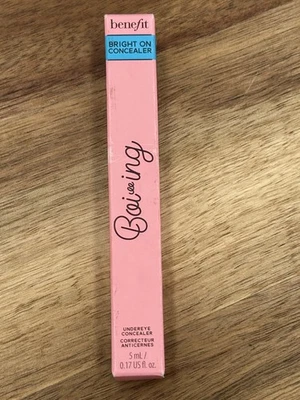 benefit
BRIGHT ON
CONCEALER
Boi-ing
UNDEREYE
CONCEALER
CORRECTEUR
ANTICERNES
5 mL /
0.17 US fl. oz.